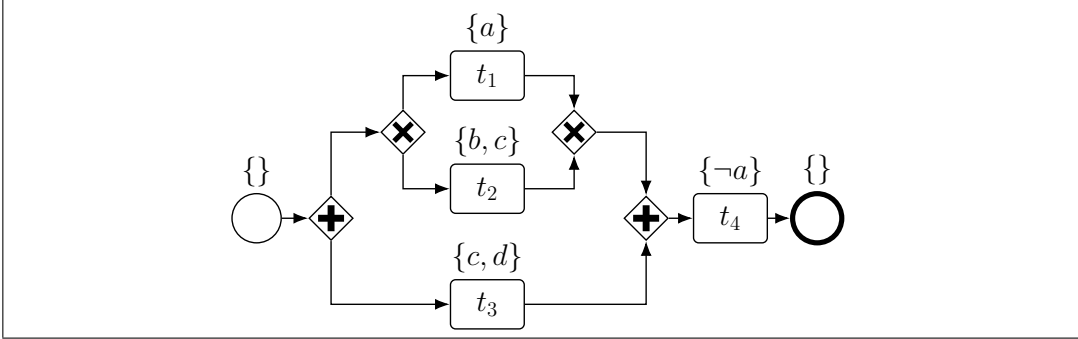 {a}
t₁
{b, c}
t₂
{}
{¬a}
{}
t₄
{c, d}
t₃